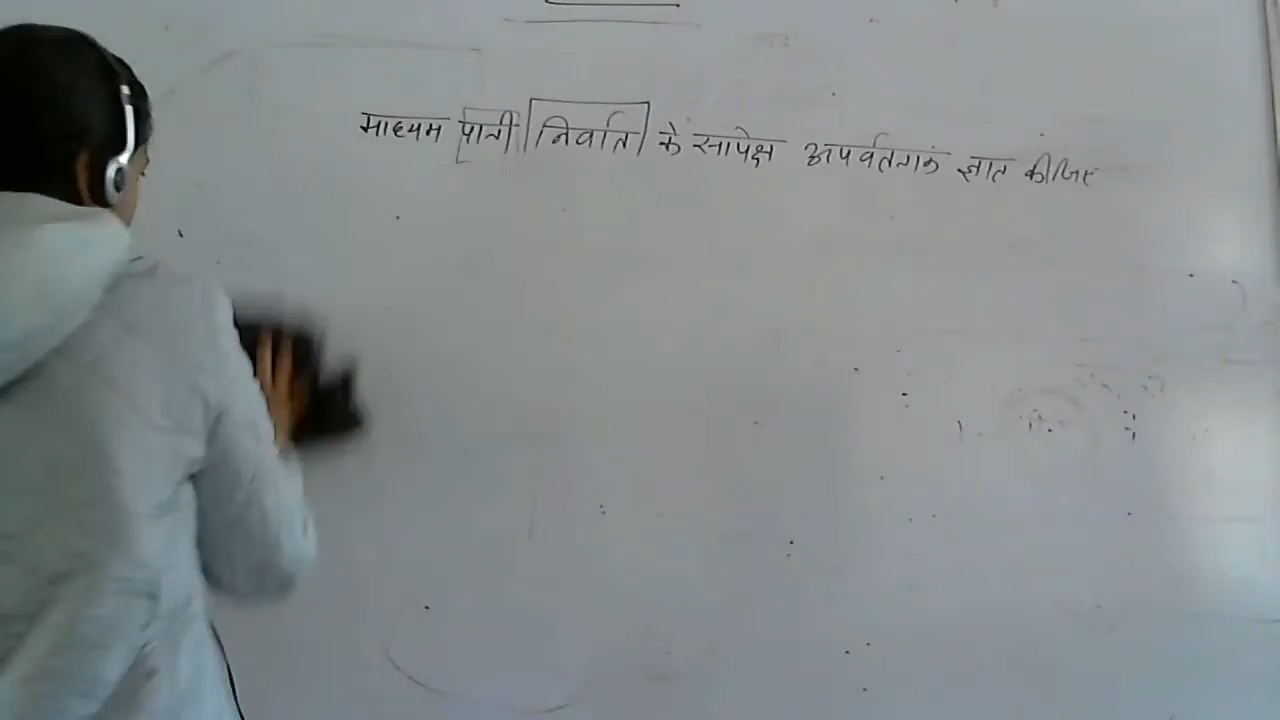 माध्यम पानी निर्वात के सापेक्ष अपवर्तनांक ज्ञात कीजिए